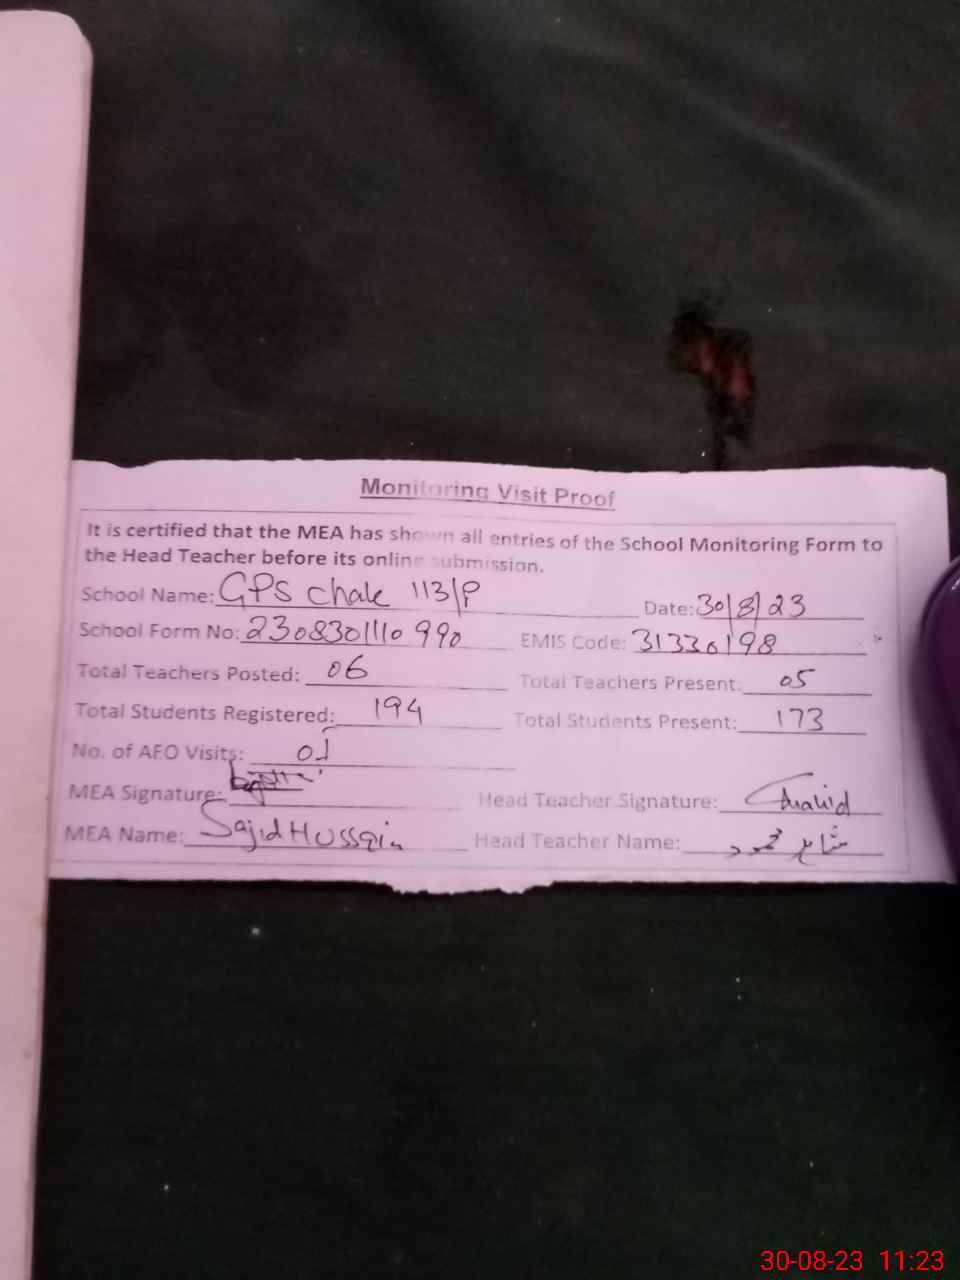 Monitoring Visit Proof
It is certified that the MEA has shown all entries of the School Monitoring Form to
the Head Teacher before its online submission.
School Name: GPS Chak 113/P Date: 30/8/23
School Form No: 2308301110990 EMIS Code: 31330198
Total Teachers Posted: 06 Total Teachers Present: 05
Total Students Registered: 194 Total Students Present: 173
No. of AEO Visits: 01
MEA Signature: Head Teacher Signature:
MEA Name: Sajid Hussain Head Teacher Name: شاہد محمود
30-08-23 11:23